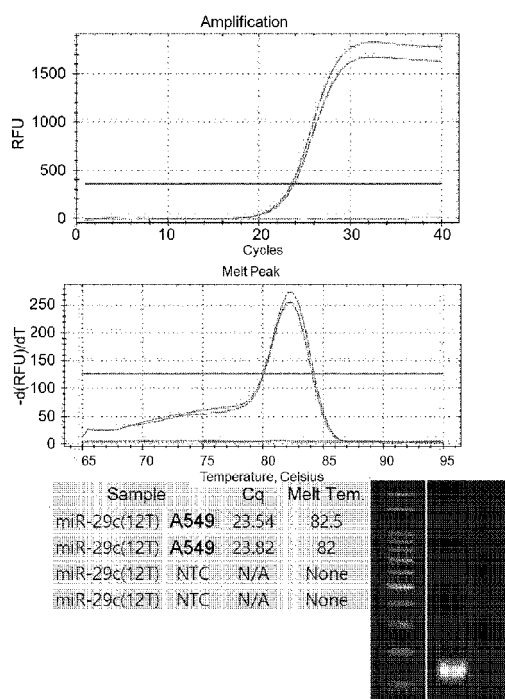 Amplification
RFU
1500
1000
500
0
0 10 20 30 40
Cycles
Melt Peak
-d(RFU)/dT
250
200
150
100
50
0
65 70 75 80 85 90 95
Temperature, Celsius
Sample Cq Melt Tem.
miR-29c(12T) A549 23.54 82.5
miR-29c(12T) A549 23.82 82
miR-29c(12T) NTC N/A None
miR-29c(12T) NTC N/A None